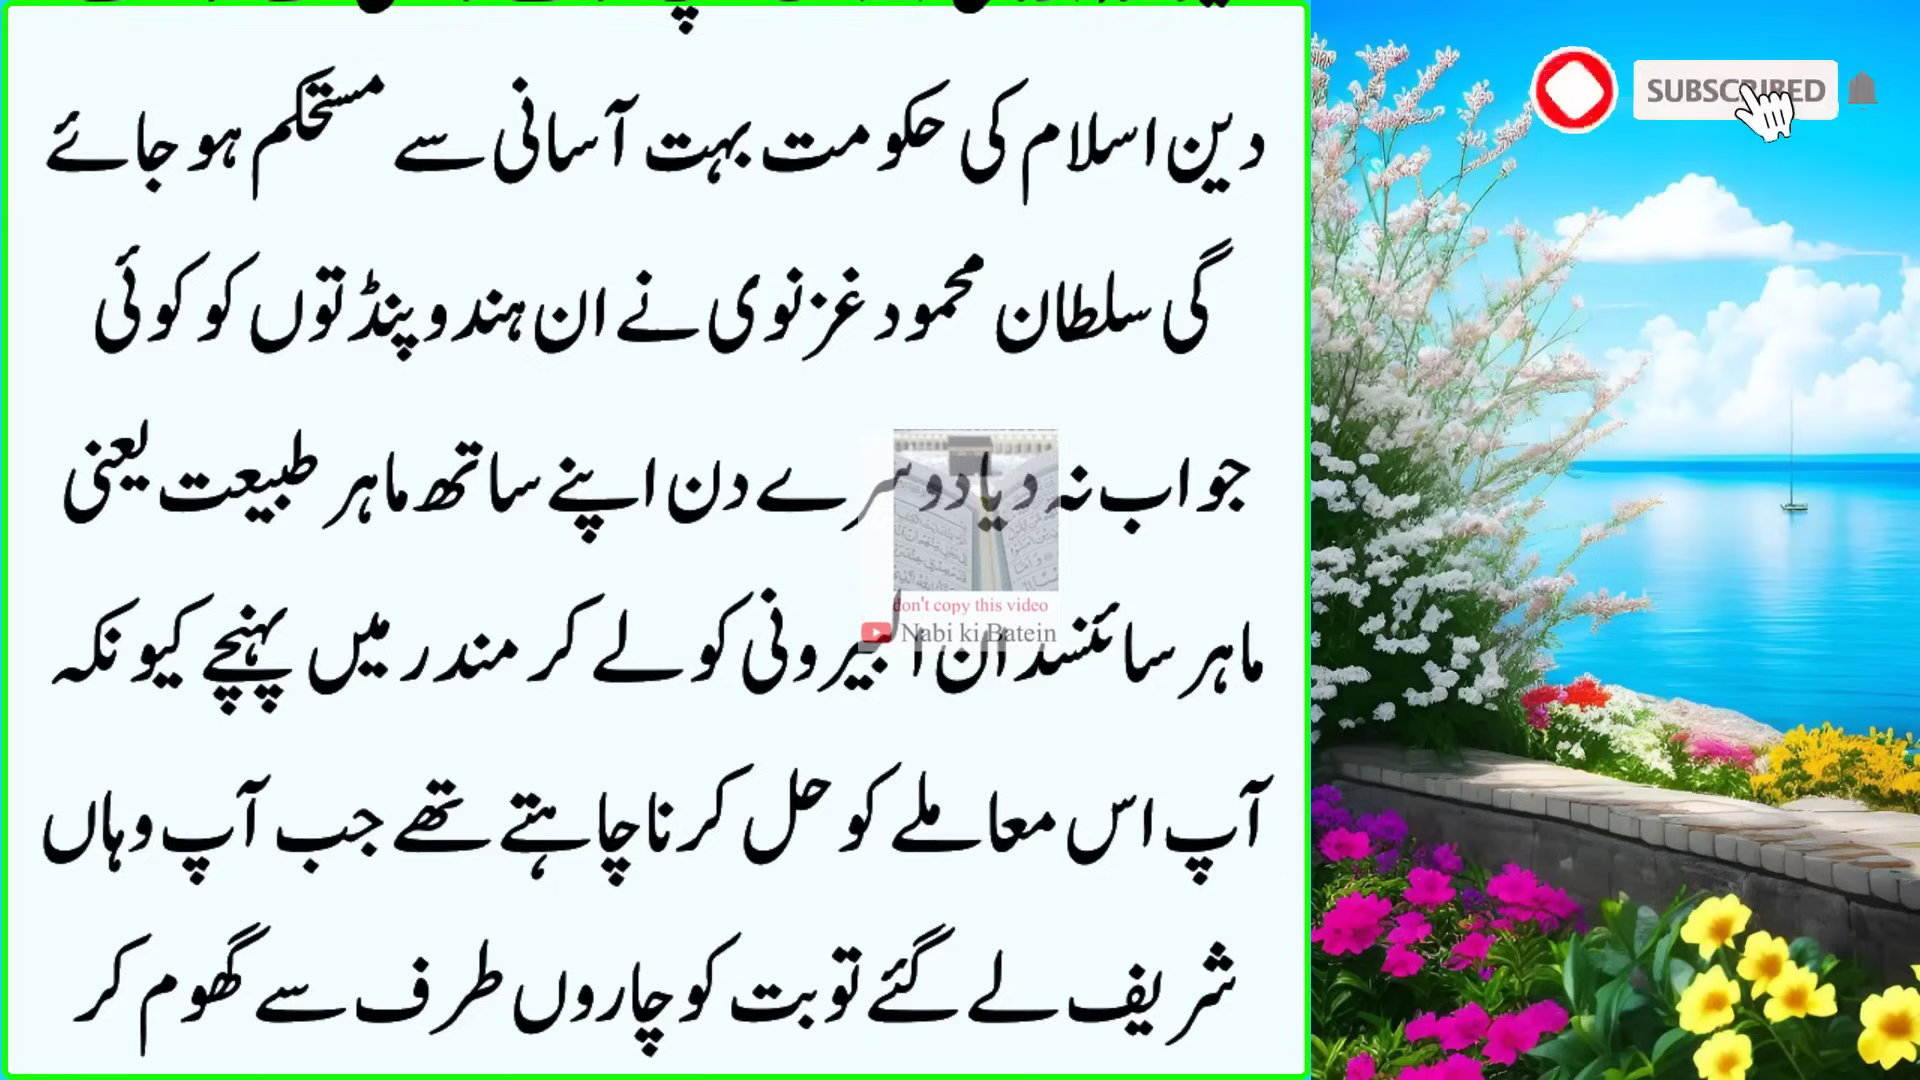 دین اسلام کی حکومت بہت آسانی سے مستحکم ہو جائے
گی سلطان محمود غزنوی نے ان ہندو پنڈتوں کو کوئی
جواب نہ دیا دوسرے دن اپنے ساتھ ماہر طبیعت یعنی
ماہر سائنسدان البیرونی کو لے کر مندر میں پہنچے کیونکہ
آپ اس معاملے کو حل کرنا چاہتے تھے جب آپ وہاں
شریف لے گئے تو بت کو چاروں طرف سے گھوم کر
SUBSCRIBED
don't copy this video
Nabi ki Batein